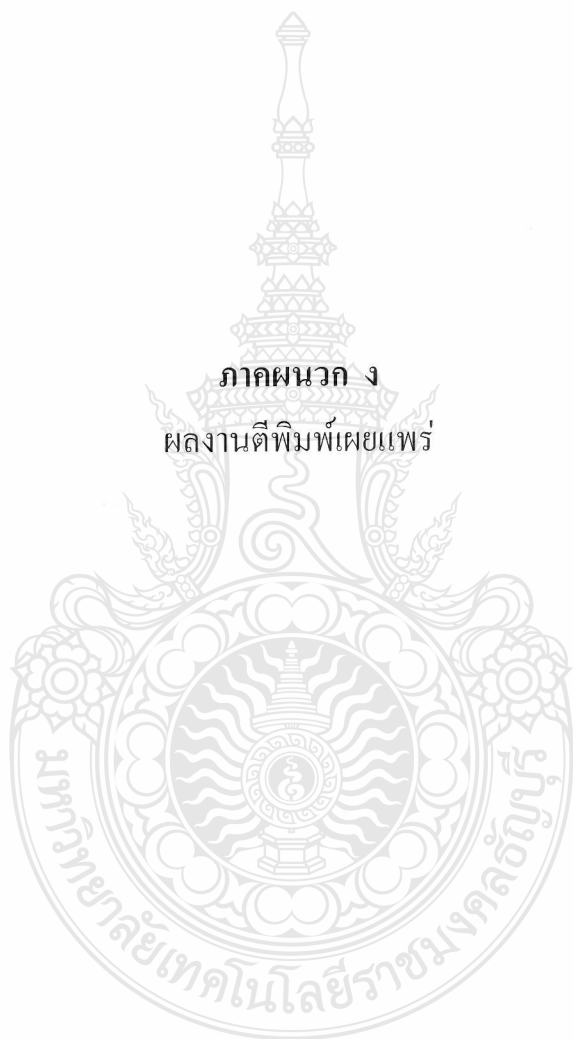 ภาคผนวก ง
ผลงานตีพิมพ์เผยแพร่
มหาวิทยาลัยเทคโนโลยีราชมงคลธัญบุรี